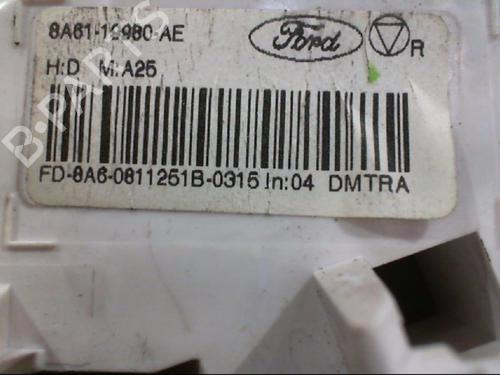 8A61-19980-AE
Ford
R
H:D M:A25
FD-8A6-0811251B-0315 In:04 DMTRA
B-PARTS